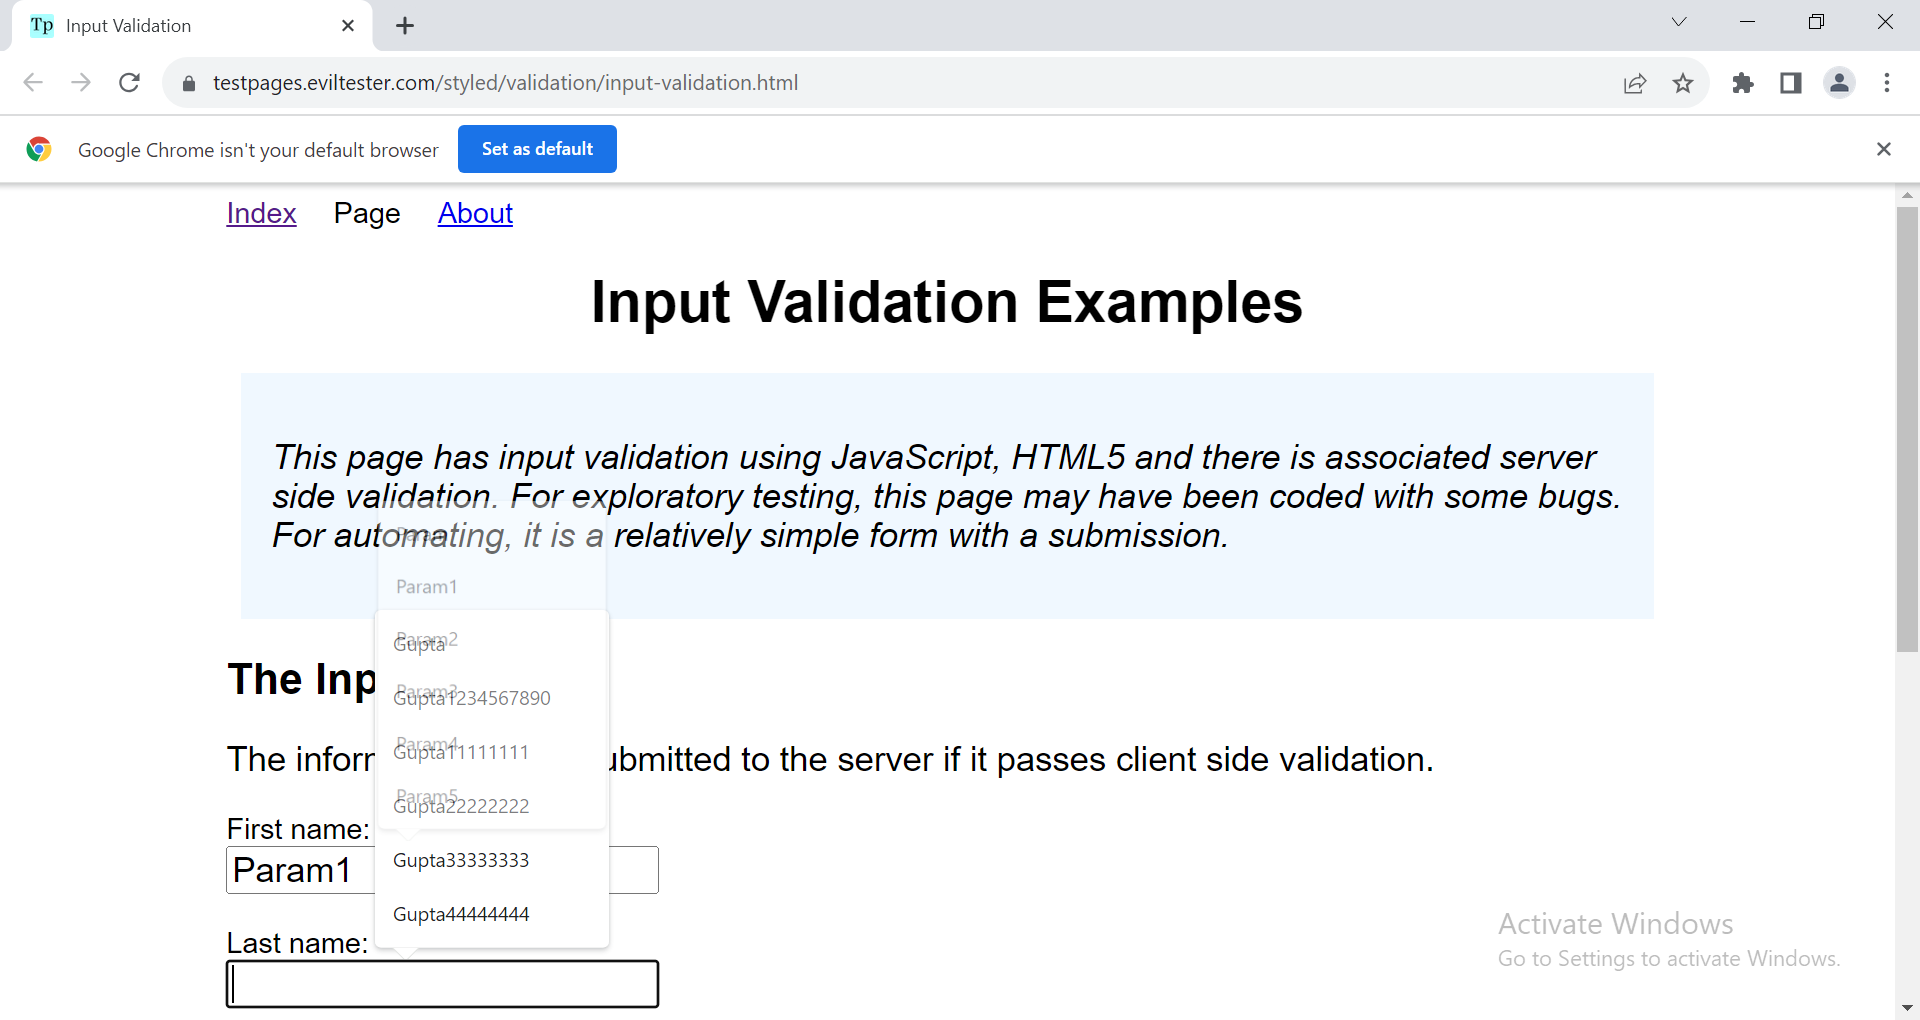 Tp Input Validation
testpages.eviltester.com/styled/validation/input-validation.html
Google Chrome isn't your default browser Set as default
Index Page About
Input Validation Examples
This page has input validation using JavaScript, HTML5 and there is associated server
side validation. For exploratory testing, this page may have been coded with some bugs.
For automating, it is a relatively simple form with a submission.
Param1
Param2
Gupta
The Inp
Param3
Gupta1234567890
Param4
Gupta11111111
The inforr ubmitted to the server if it passes client side validation.
Param5
Gupta22222222
First name:
Gupta33333333
Param1
Gupta44444444
Last name:
Activate Windows
Go to Settings to activate Windows.